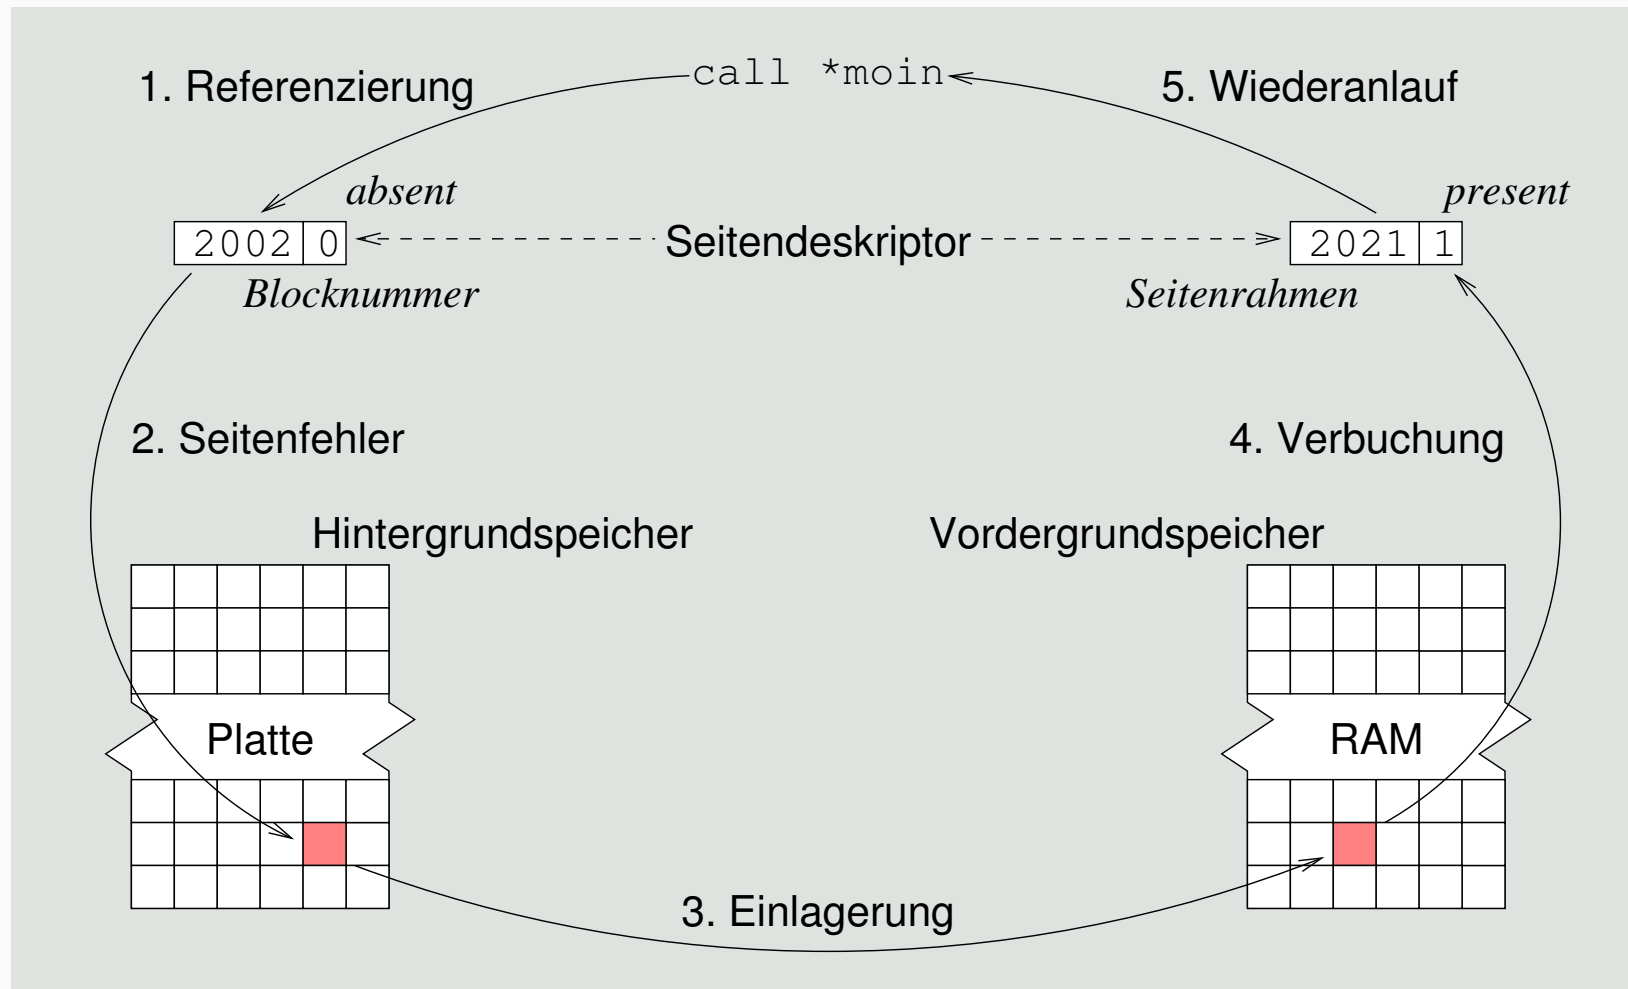 call *moin
1. Referenzierung
5. Wiederanlauf
absent
present
2002 0
Seitendeskriptor
2021 1
Blocknummer
Seitenrahmen
2. Seitenfehler
4. Verbuchung
Hintergrundspeicher
Vordergrundspeicher
Platte
RAM
3. Einlagerung